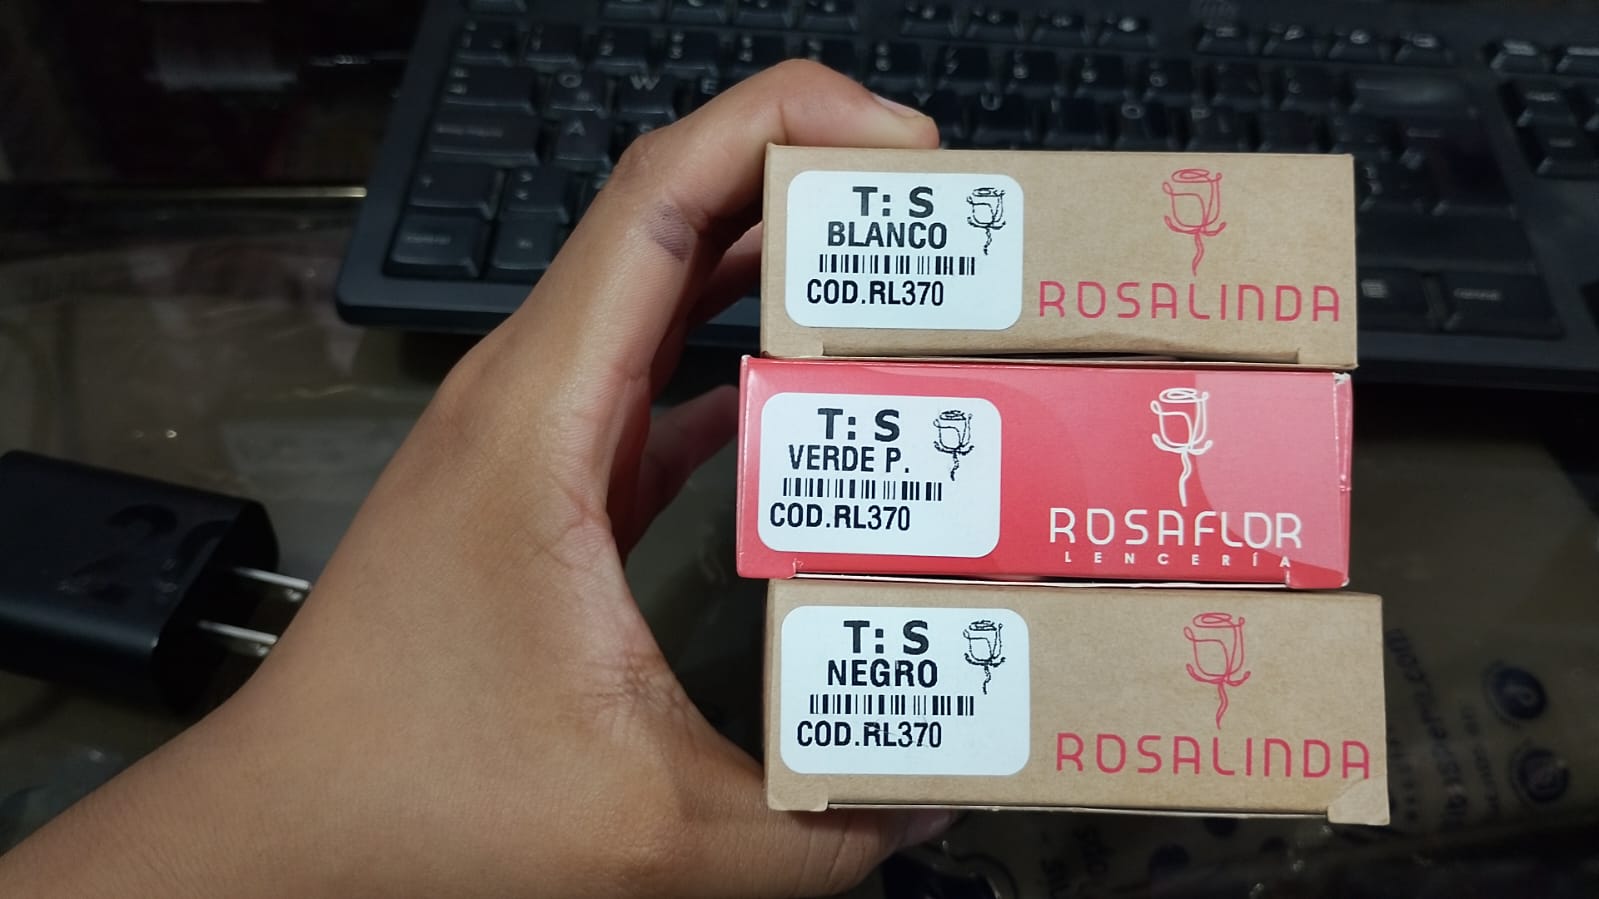 T: S
BLANCO
COD.RL370
ROSALINDA
T: S
VERDE P.
COD.RL370
ROSAFLOR
LENCERÍA
T: S
NEGRO
COD.RL370
ROSALINDA